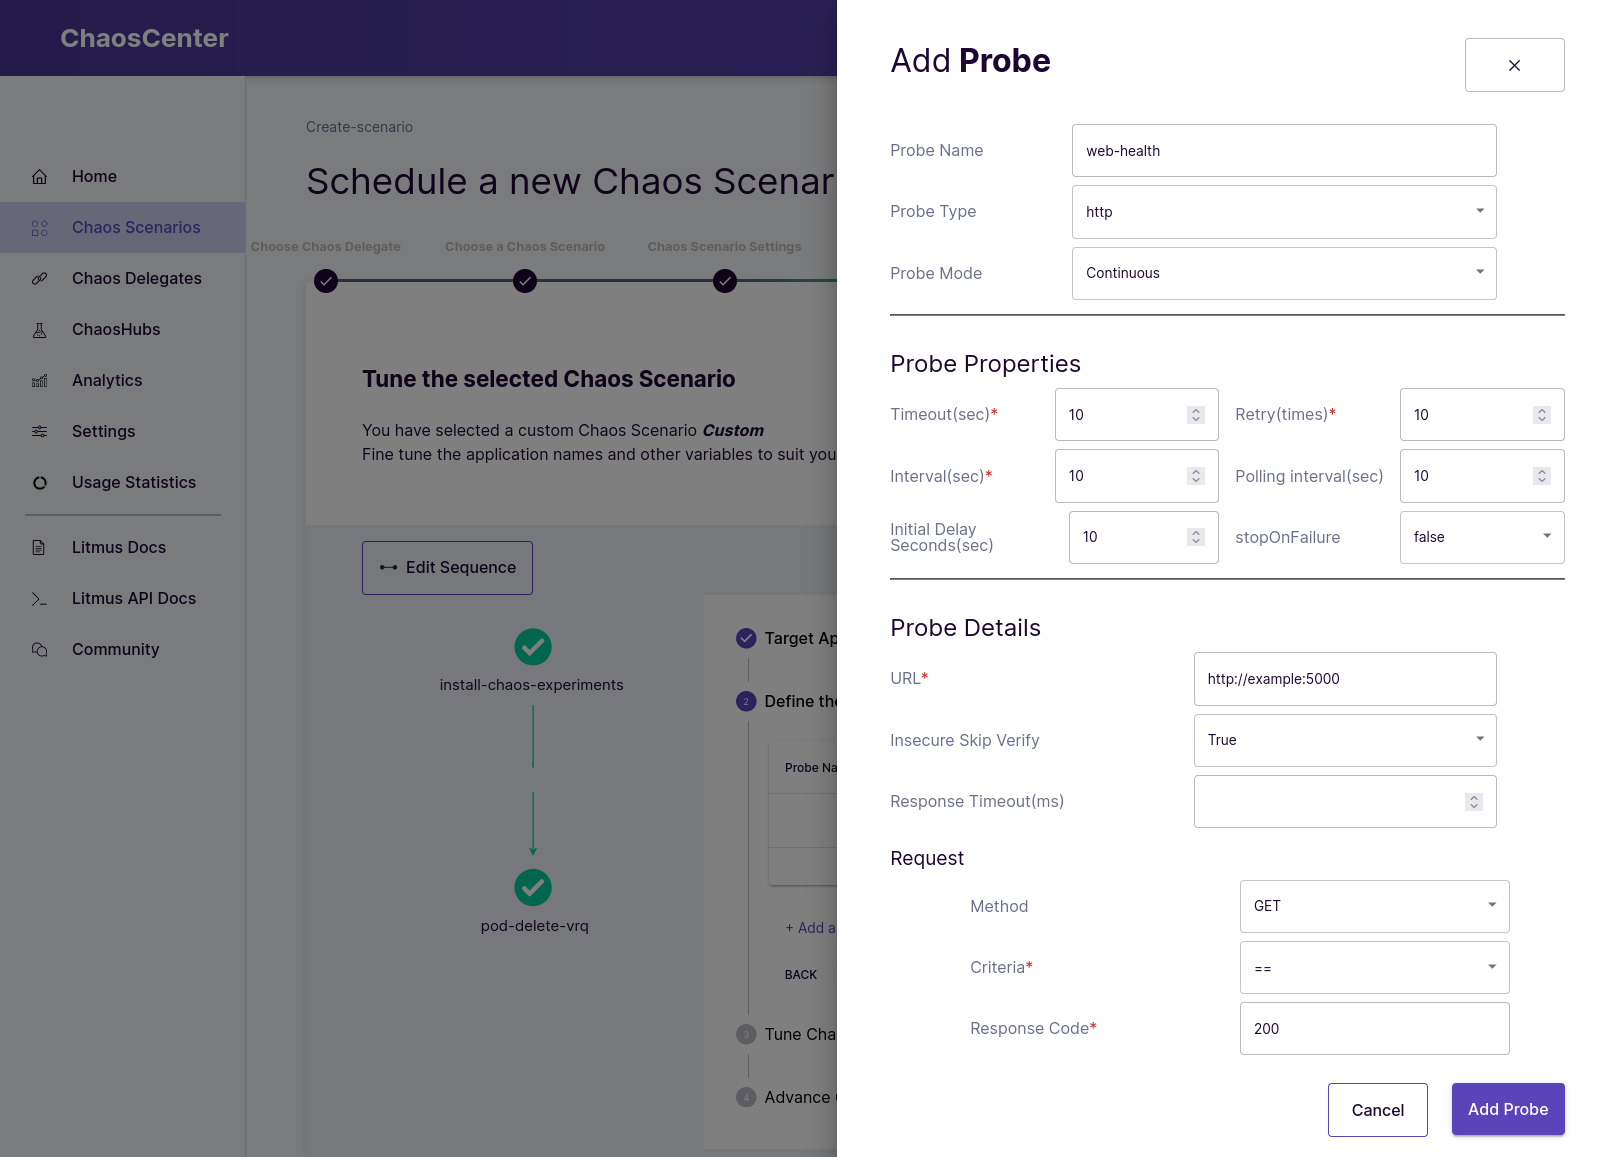 ChaosCenter
Home
Chaos Scenarios
Chaos Delegates
ChaosHubs
Analytics
Settings
Usage Statistics
Litmus Docs
Litmus API Docs
Community
Create-scenario
Schedule a new Chaos Scenar
Choose Chaos Delegate
Choose a Chaos Scenario
Chaos Scenario Settings
Tune the selected Chaos Scenario
You have selected a custom Chaos Scenario Custom
Fine tune the application names and other variables to suit you
Edit Sequence
install-chaos-experiments
pod-delete-vrq
Target Ap
2 Define the
Probe Na
+ Add a
BACK
3 Tune Cha
4 Advance
Add Probe
Probe Name web-health
Probe Type http
Probe Mode Continuous
Probe Properties
Timeout(sec)* 10 Retry(times)* 10
Interval(sec)* 10 Polling interval(sec) 10
Initial Delay
Seconds(sec) 10 stopOnFailure false
Probe Details
URL* http://example:5000
Insecure Skip Verify True
Response Timeout(ms)
Request
Method GET
Criteria* ==
Response Code* 200
Cancel Add Probe